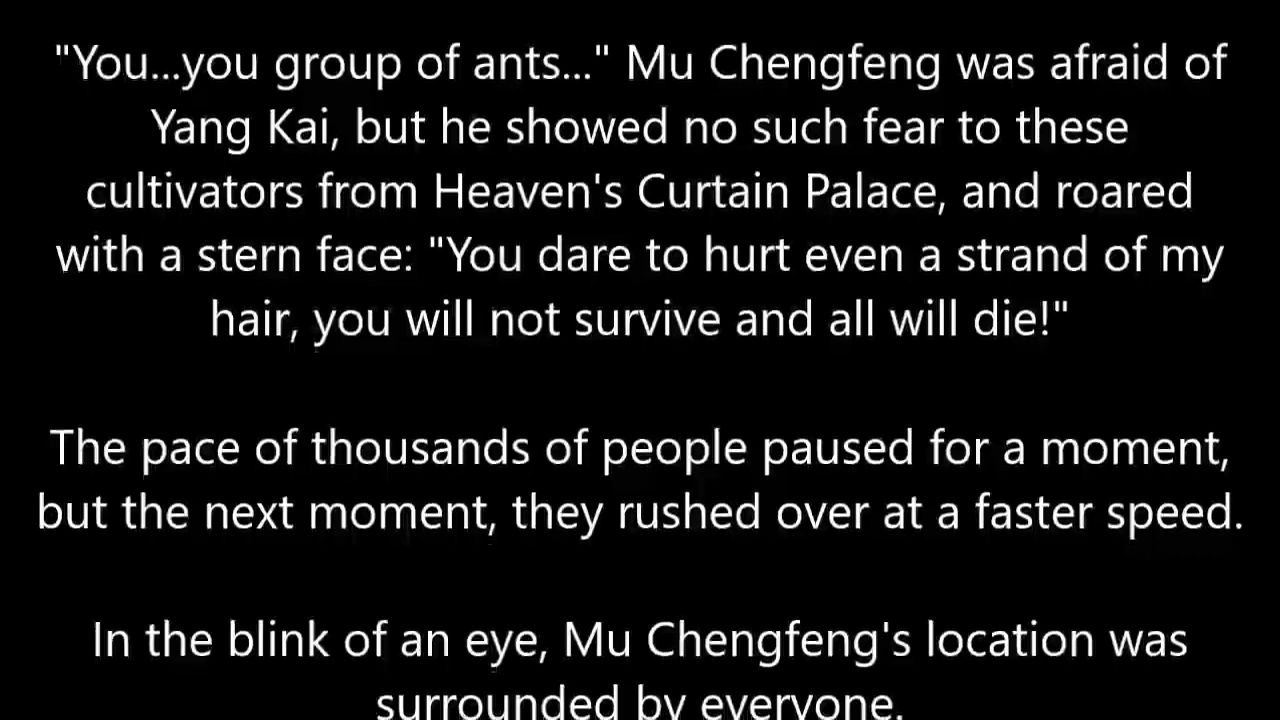 "You...you group of ants..." Mu Chengfeng was afraid of
Yang Kai, but he showed no such fear to these
cultivators from Heaven's Curtain Palace, and roared
with a stern face: "You dare to hurt even a strand of my
hair, you will not survive and all will die!"
The pace of thousands of people paused for a moment,
but the next moment, they rushed over at a faster speed.
In the blink of an eye, Mu Chengfeng's location was
surrounded by everyone.